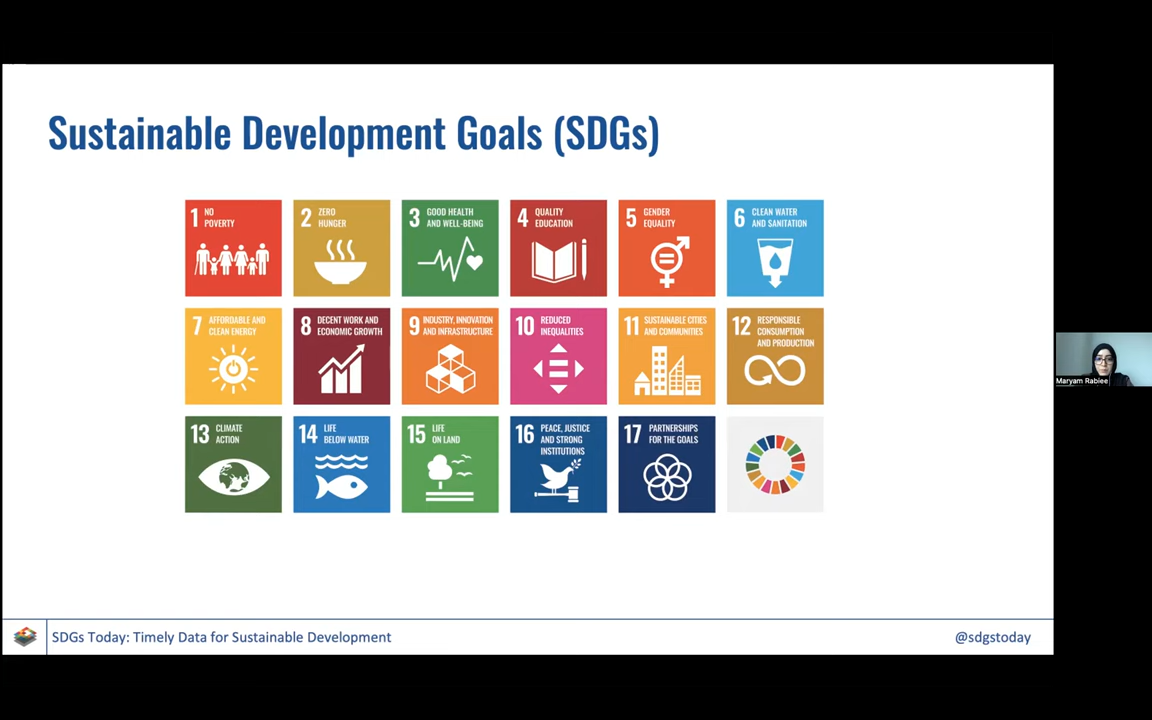 Sustainable Development Goals (SDGs)
1 NO
POVERTY
2 ZERO
HUNGER
3 GOOD HEALTH
AND WELL-BEING
4 QUALITY
EDUCATION
5 GENDER
EQUALITY
6 CLEAN WATER
AND SANITATION
7 AFFORDABLE AND
CLEAN ENERGY
8 DECENT WORK AND
ECONOMIC GROWTH
9 INDUSTRY, INNOVATION
AND INFRASTRUCTURE
10 REDUCED
INEQUALITIES
11 SUSTAINABLE CITIES
AND COMMUNITIES
12 RESPONSIBLE
CONSUMPTION
AND PRODUCTION
13 CLIMATE
ACTION
14 LIFE
BELOW WATER
15 LIFE
ON LAND
16 PEACE, JUSTICE
AND STRONG
INSTITUTIONS
17 PARTNERSHIPS
FOR THE GOALS
Maryam Rabiee
SDGs Today: Timely Data for Sustainable Development
@sdgstoday